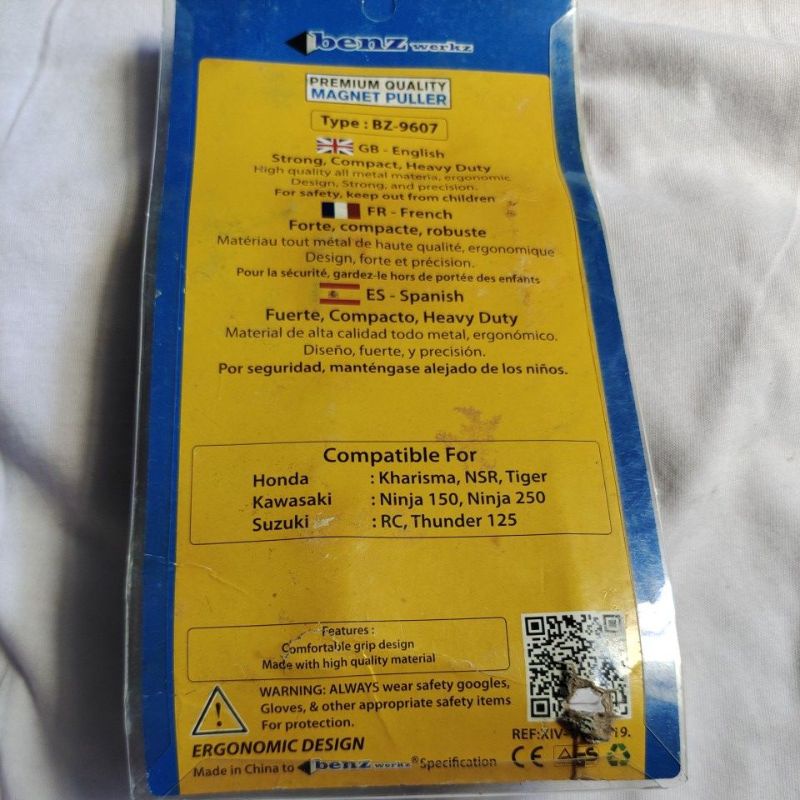 benz werkz
PREMIUM QUALITY
MAGNET PULLER
Type : BZ-9607
GB - English
Strong, Compact, Heavy Duty
High quality all metal materia, ergonomic
Design, Strong, and precision.
For safety, keep out from children
FR - French
Forte, compacte, robuste
Matériau tout métal de haute qualité, ergonomique
Design, forte et précision.
Pour la sécurité, gardez-le hors de portée des enfants
ES - Spanish
Fuerte, Compacto, Heavy Duty
Material de alta calidad todo metal, ergonómico.
Diseño, fuerte, y precisión.
Por seguridad, manténgase alejado de los niños.
Compatible For
Honda : Kharisma, NSR, Tiger
Kawasaki : Ninja 150, Ninja 250
Suzuki : RC, Thunder 125
Features :
Comfortable grip design
Made with high quality material
WARNING: ALWAYS wear safety googles,
Gloves, & other appropriate safety items
For protection.
REF:XIV- 19.
ERGONOMIC DESIGN
CE GS
Made in China to benz werkz® Specification